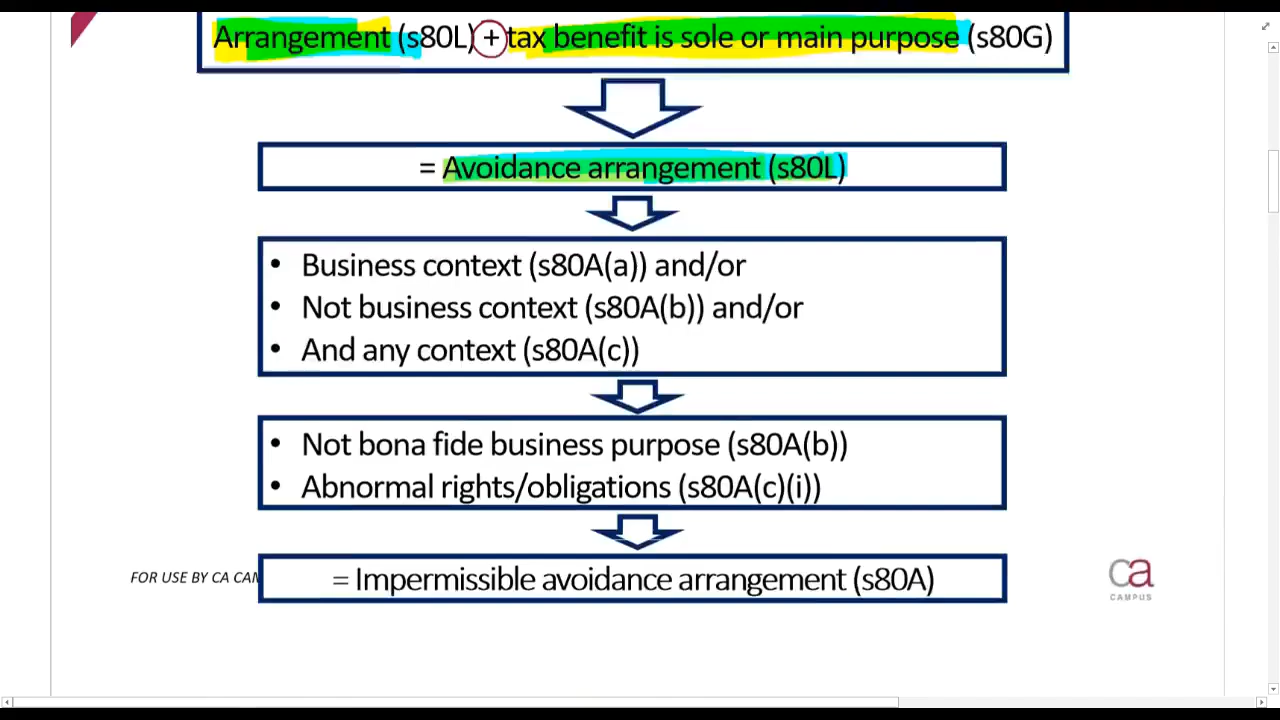 Arrangement (s80L) + tax benefit is sole or main purpose (s80G)
= Avoidance arrangement (s80L)
• Business context (s80A(a)) and/or
• Not business context (s80A(b)) and/or
• And any context (s80A(c))
• Not bona fide business purpose (s80A(b))
• Abnormal rights/obligations (s80A(c)(i))
= Impermissible avoidance arrangement (s80A)
FOR USE BY CA CAM
ca
CAMPUS